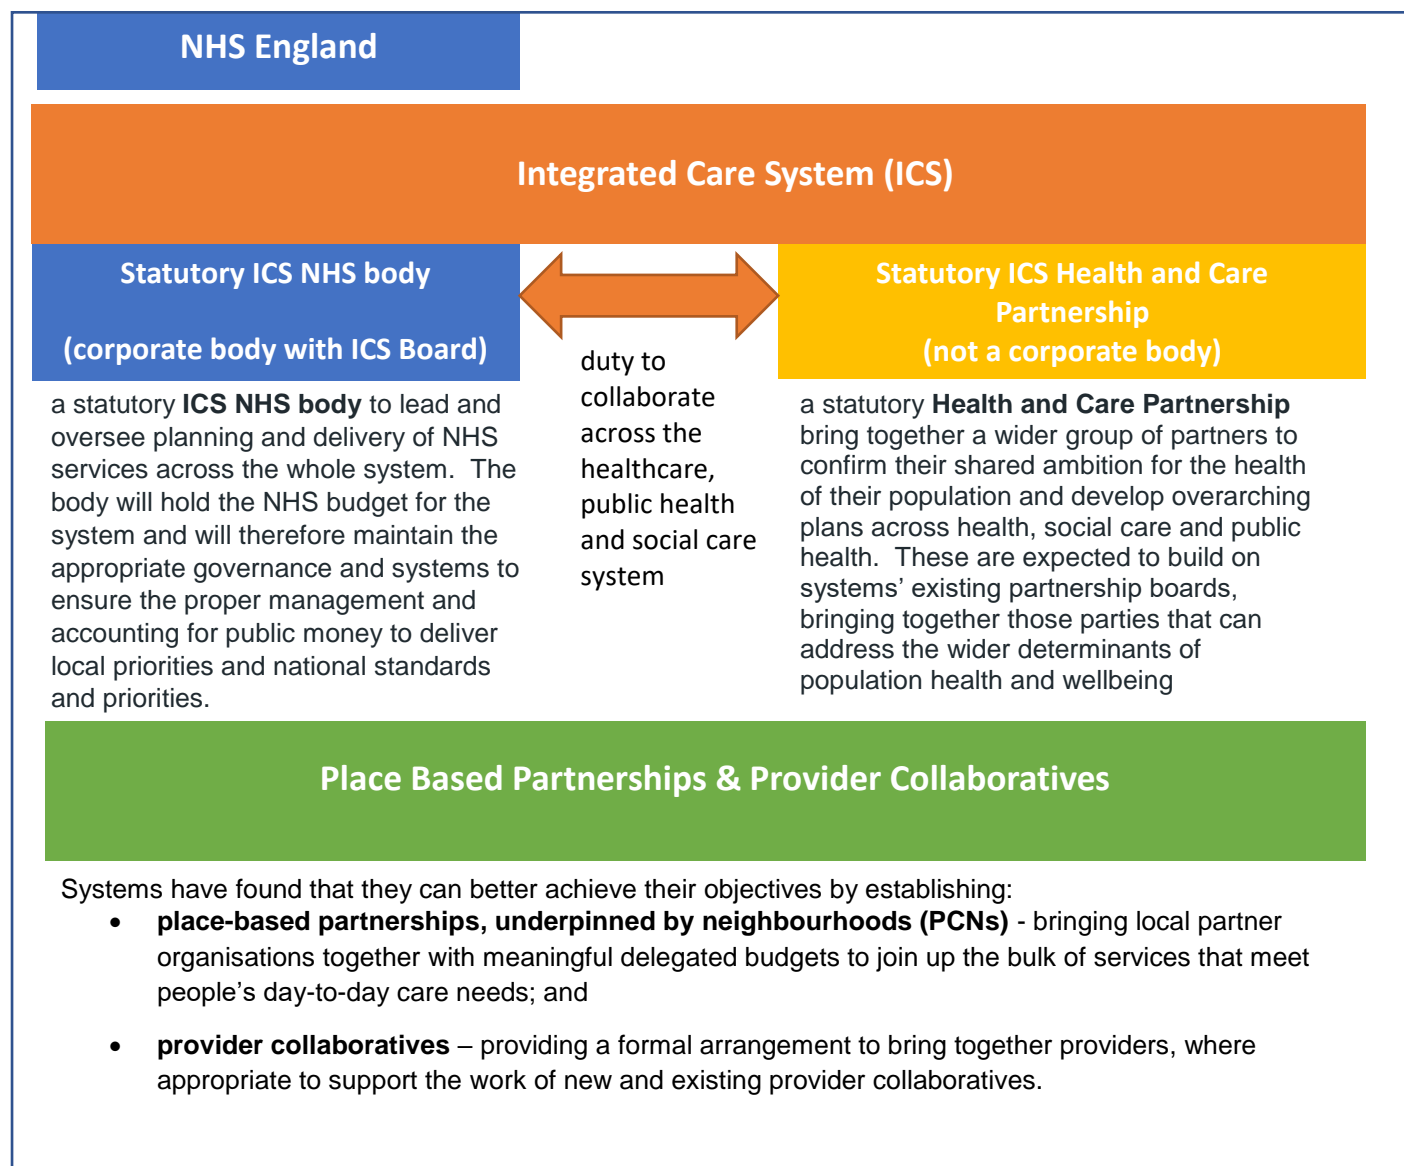 NHS England
Integrated Care System (ICS)
Statutory ICS NHS body
(corporate body with ICS Board)
a statutory ICS NHS body to lead and
oversee planning and delivery of NHS
services across the whole system.  The
body will hold the NHS budget for the
system and will therefore maintain the
appropriate governance and systems to
ensure the proper management and
accounting for public money to deliver
local priorities and national standards
and priorities.
duty to
collaborate
across the
healthcare,
public health
and social care
system
Statutory ICS Health and Care
Partnership
(not a corporate body)
a statutory Health and Care Partnership
bring together a wider group of partners to
confirm their shared ambition for the health
of their population and develop overarching
plans across health, social care and public
health.  These are expected to build on
systems’ existing partnership boards,
bringing together those parties that can
address the wider determinants of
population health and wellbeing
Place Based Partnerships & Provider Collaboratives
Systems have found that they can better achieve their objectives by establishing:
• place-based partnerships, underpinned by neighbourhoods (PCNs) - bringing local partner
organisations together with meaningful delegated budgets to join up the bulk of services that meet
people’s day-to-day care needs; and
• provider collaboratives – providing a formal arrangement to bring together providers, where
appropriate to support the work of new and existing provider collaboratives.